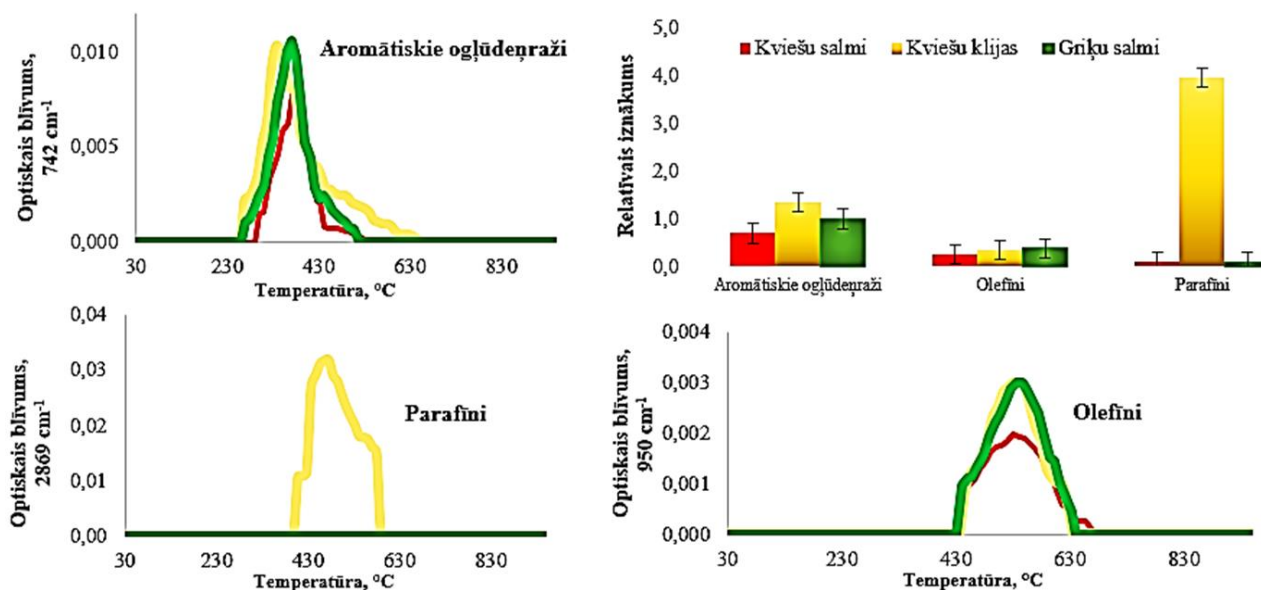 Optiskais blīvums,
742 cm-1
0,010
0,005
0,000
Aromātiskie ogļūdeņraži
30 230 430 630 830
Temperatūra, °C
Relatīvais iznākums
5,0
4,0
3,0
2,0
1,0
0,0
Kviešu salmi Kviešu klijas Griķu salmi
Aromātiskie ogļūdeņraži Olefīni Parafīni
Optiskais blīvums,
2869 cm-1
0,04
0,03
0,02
0,01
0,00
Parafīni
30 230 430 630 830
Temperatūra, °C
Optiskais blīvums,
950 cm-1
0,004
0,003
0,002
0,001
0,000
Olefīni
30 230 430 630 830
Temperatūra, °C